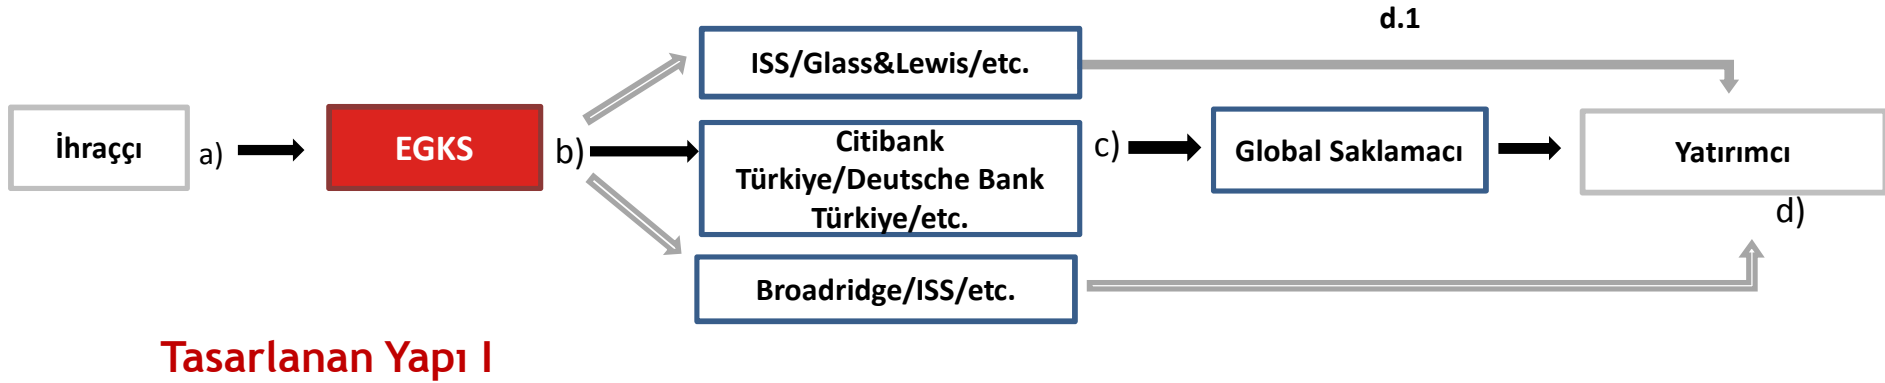 d.1
ISS/Glass&Lewis/etc.
İhraççı
a)
EGKS
b)
Citibank
Türkiye/Deutsche Bank
Türkiye/etc.
c)
Global Saklamacı
Yatırımcı
d)
Broadridge/ISS/etc.
Tasarlanan Yapı I